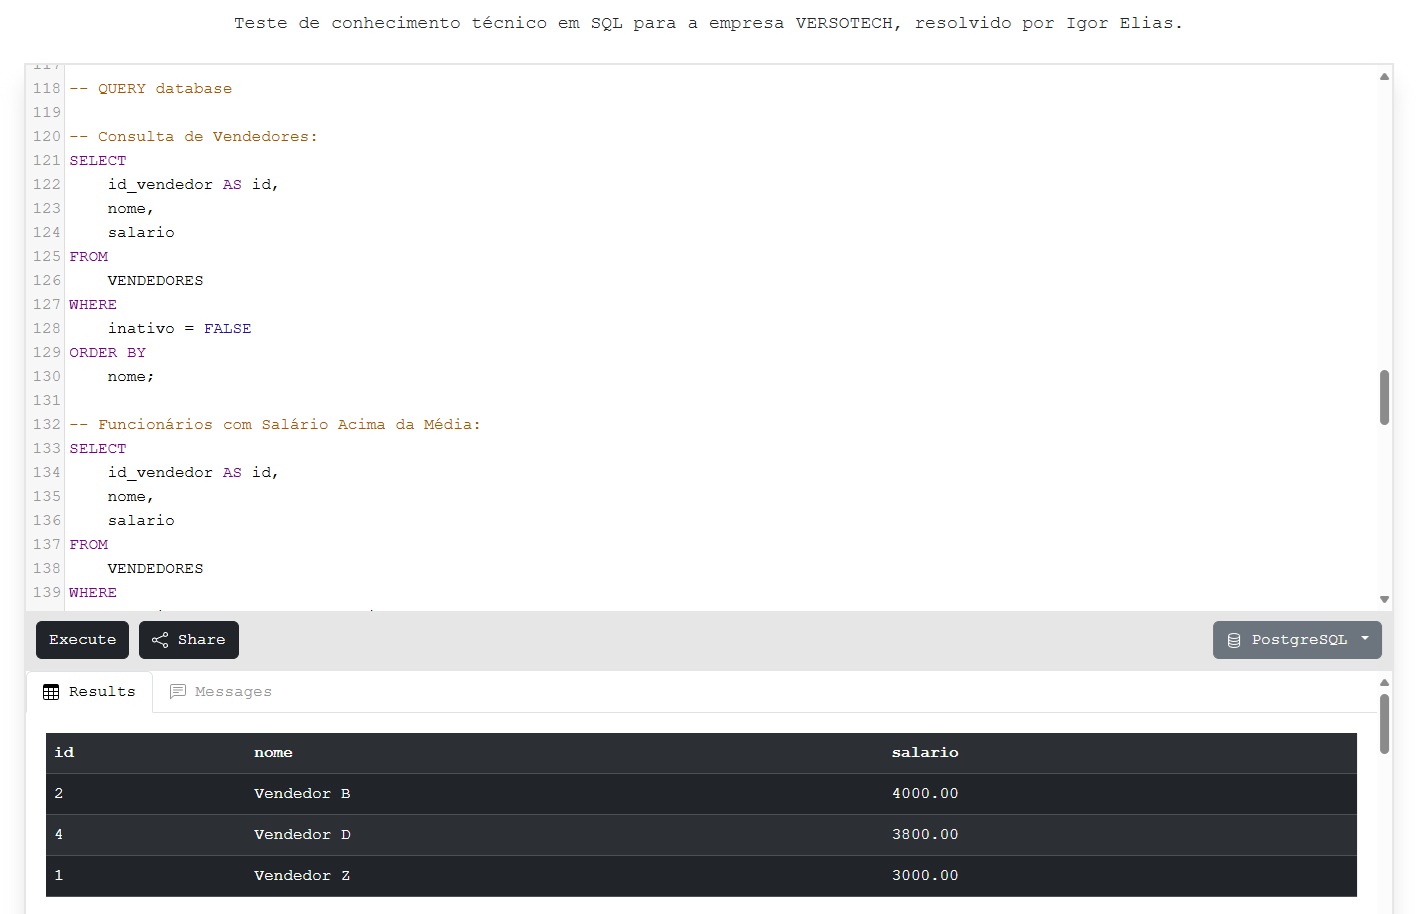 Teste de conhecimento técnico em SQL para a empresa VERSOTECH, resolvido por Igor Elias.
117
118 -- QUERY database
119
120 -- Consulta de Vendedores:
121 SELECT
122     id_vendedor AS id,
123     nome,
124     salario
125 FROM
126     VENDEDORES
127 WHERE
128     inativo = FALSE
129 ORDER BY
130     nome;
131
132 -- Funcionários com Salário Acima da Média:
133 SELECT
134     id_vendedor AS id,
135     nome,
136     salario
137 FROM
138     VENDEDORES
139 WHERE
Execute Share PostgreSQL
Results Messages
id nome salario
2 Vendedor B 4000.00
4 Vendedor D 3800.00
1 Vendedor Z 3000.00